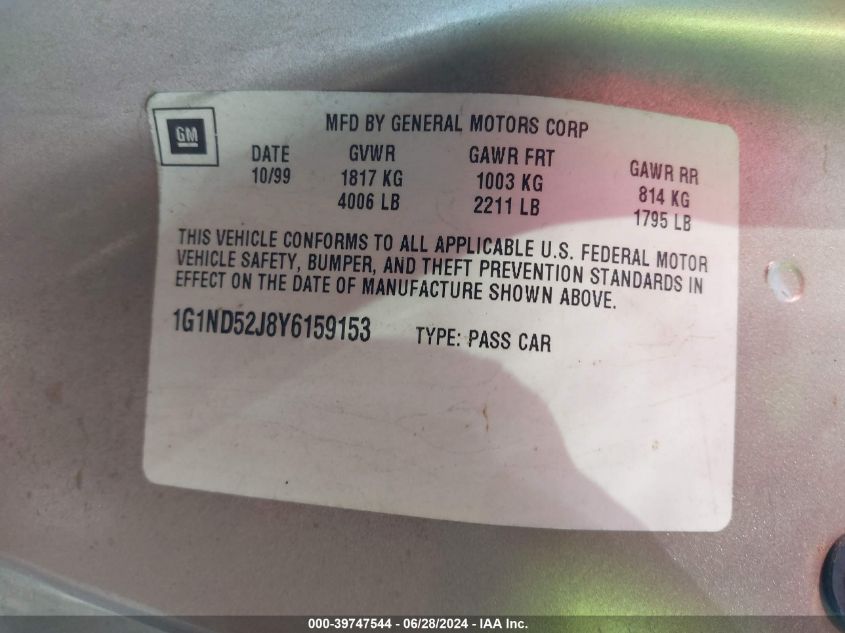 GM
MFD BY GENERAL MOTORS CORP
DATE GVWR GAWR FRT GAWR RR
10/99 1817 KG 1003 KG 814 KG
4006 LB 2211 LB 1795 LB
THIS VEHICLE CONFORMS TO ALL APPLICABLE U.S. FEDERAL MOTOR
VEHICLE SAFETY, BUMPER, AND THEFT PREVENTION STANDARDS IN
EFFECT ON THE DATE OF MANUFACTURE SHOWN ABOVE.
1G1ND52J8Y6159153 TYPE: PASS CAR
000-39747544 - 06/28/2024 - IAA Inc.